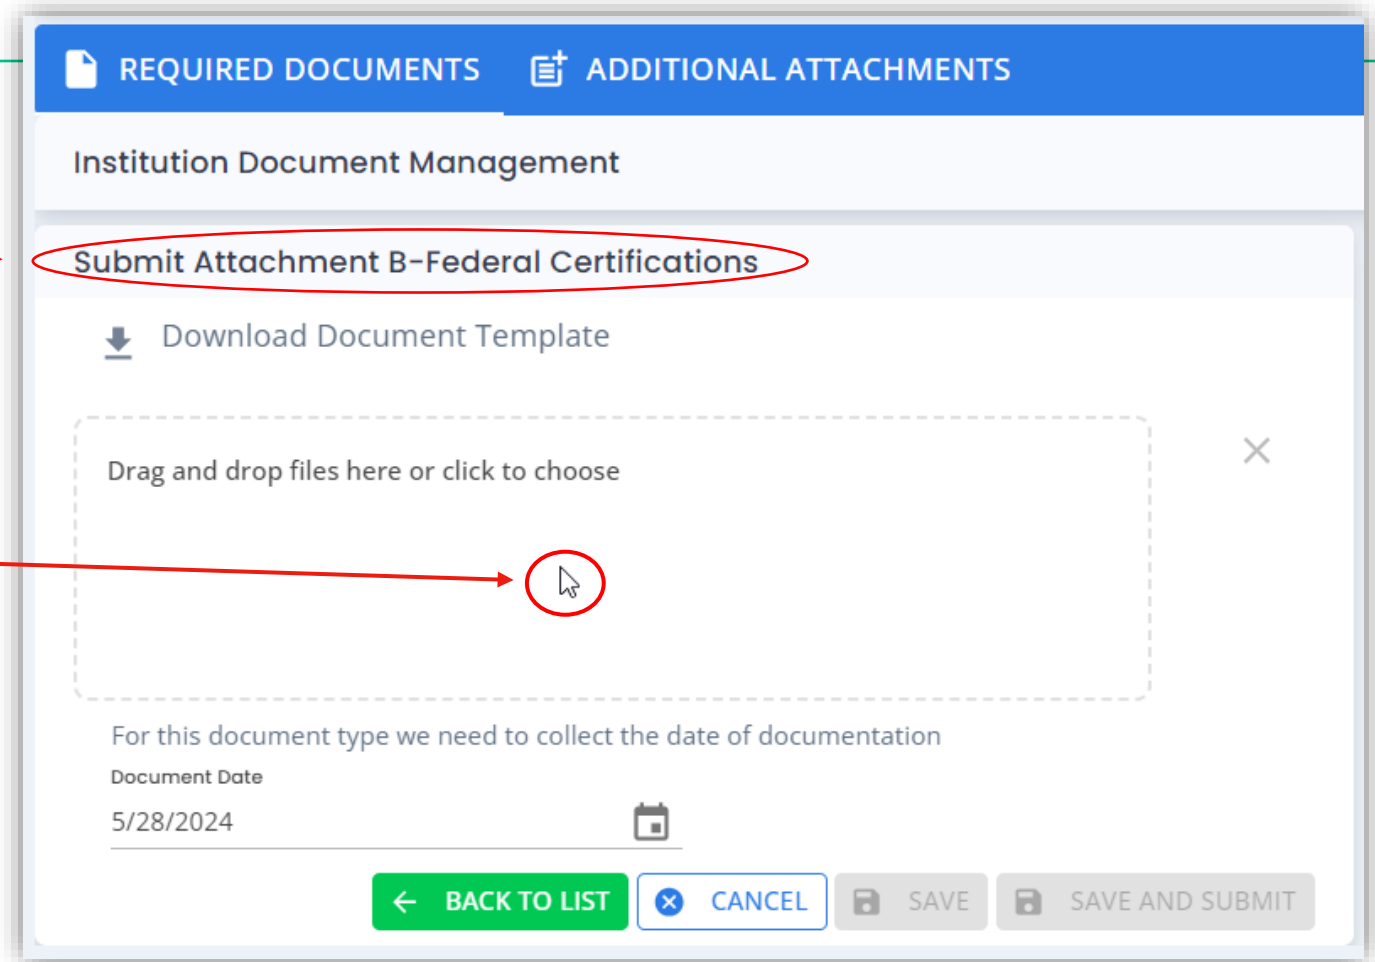 REQUIRED DOCUMENTS ADDITIONAL ATTACHMENTS
Institution Document Management
Submit Attachment B-Federal Certifications
Download Document Template
Drag and drop files here or click to choose
For this document type we need to collect the date of documentation
Document Date
5/28/2024
BACK TO LIST CANCEL SAVE SAVE AND SUBMIT